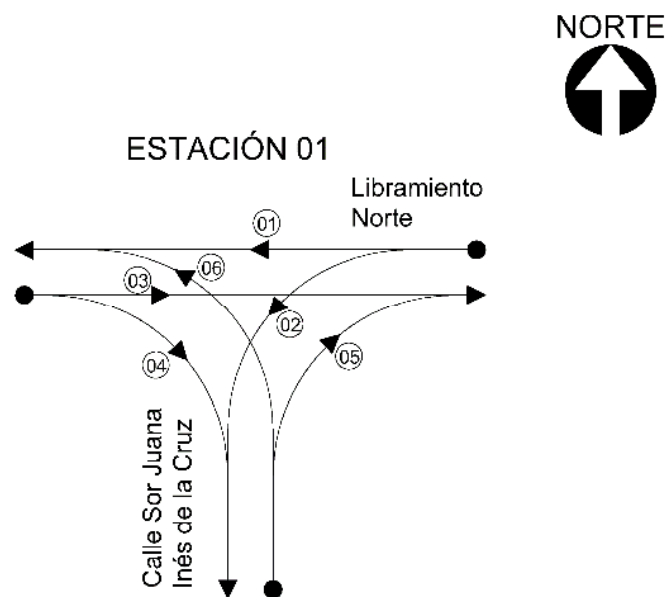 NORTE
ESTACIÓN 01
Libramiento
Norte
01
06
03
02
05
04
Calle Sor Juana
Inés de la Cruz